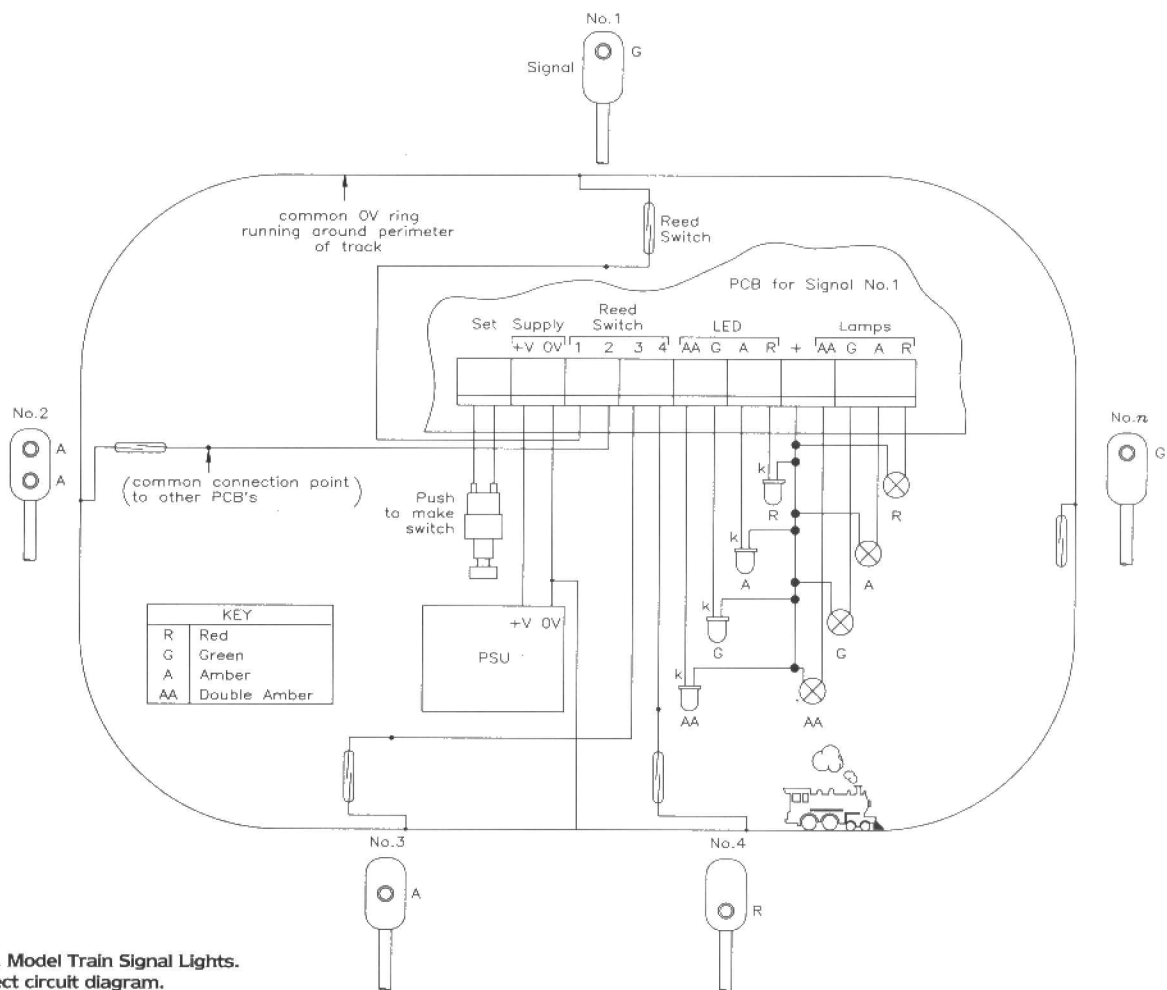 No.1
G
Signal
common 0V ring
running around perimeter
of track
Reed
Switch
PCB for Signal No.1
Set
Supply
Reed
Switch
LED
Lamps
+V 0V 1 2 3 4 AA G A R + AA G A R
No.2
A
A
(common connection point)
to other PCB's
Push
to make
switch
No.n
G
k
R
R
k
A
A
k
G
G
k
AA
AA
KEY
R Red
G Green
A Amber
AA Double Amber
+V 0V
PSU
No.3
A
No.4
R
Model Train Signal Lights.
ect circuit diagram.